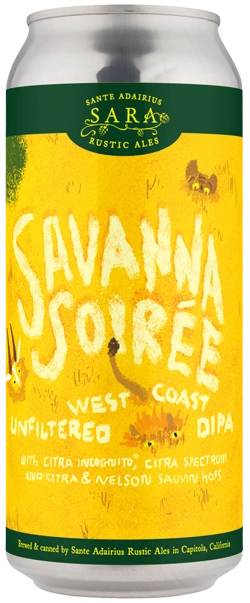 SANTE ADAIRIUS
SARA
RUSTIC ALES
SAVANNA
SOIRÉE
WEST COAST
UNFILTERED DIPA
WITH CITRA INCOGNITO®, CITRA SPECTRUM
AND CITRA & NELSON SAUVIN HOPS
Brewed & canned by Sante Adairius Rustic Ales in Capitola, California